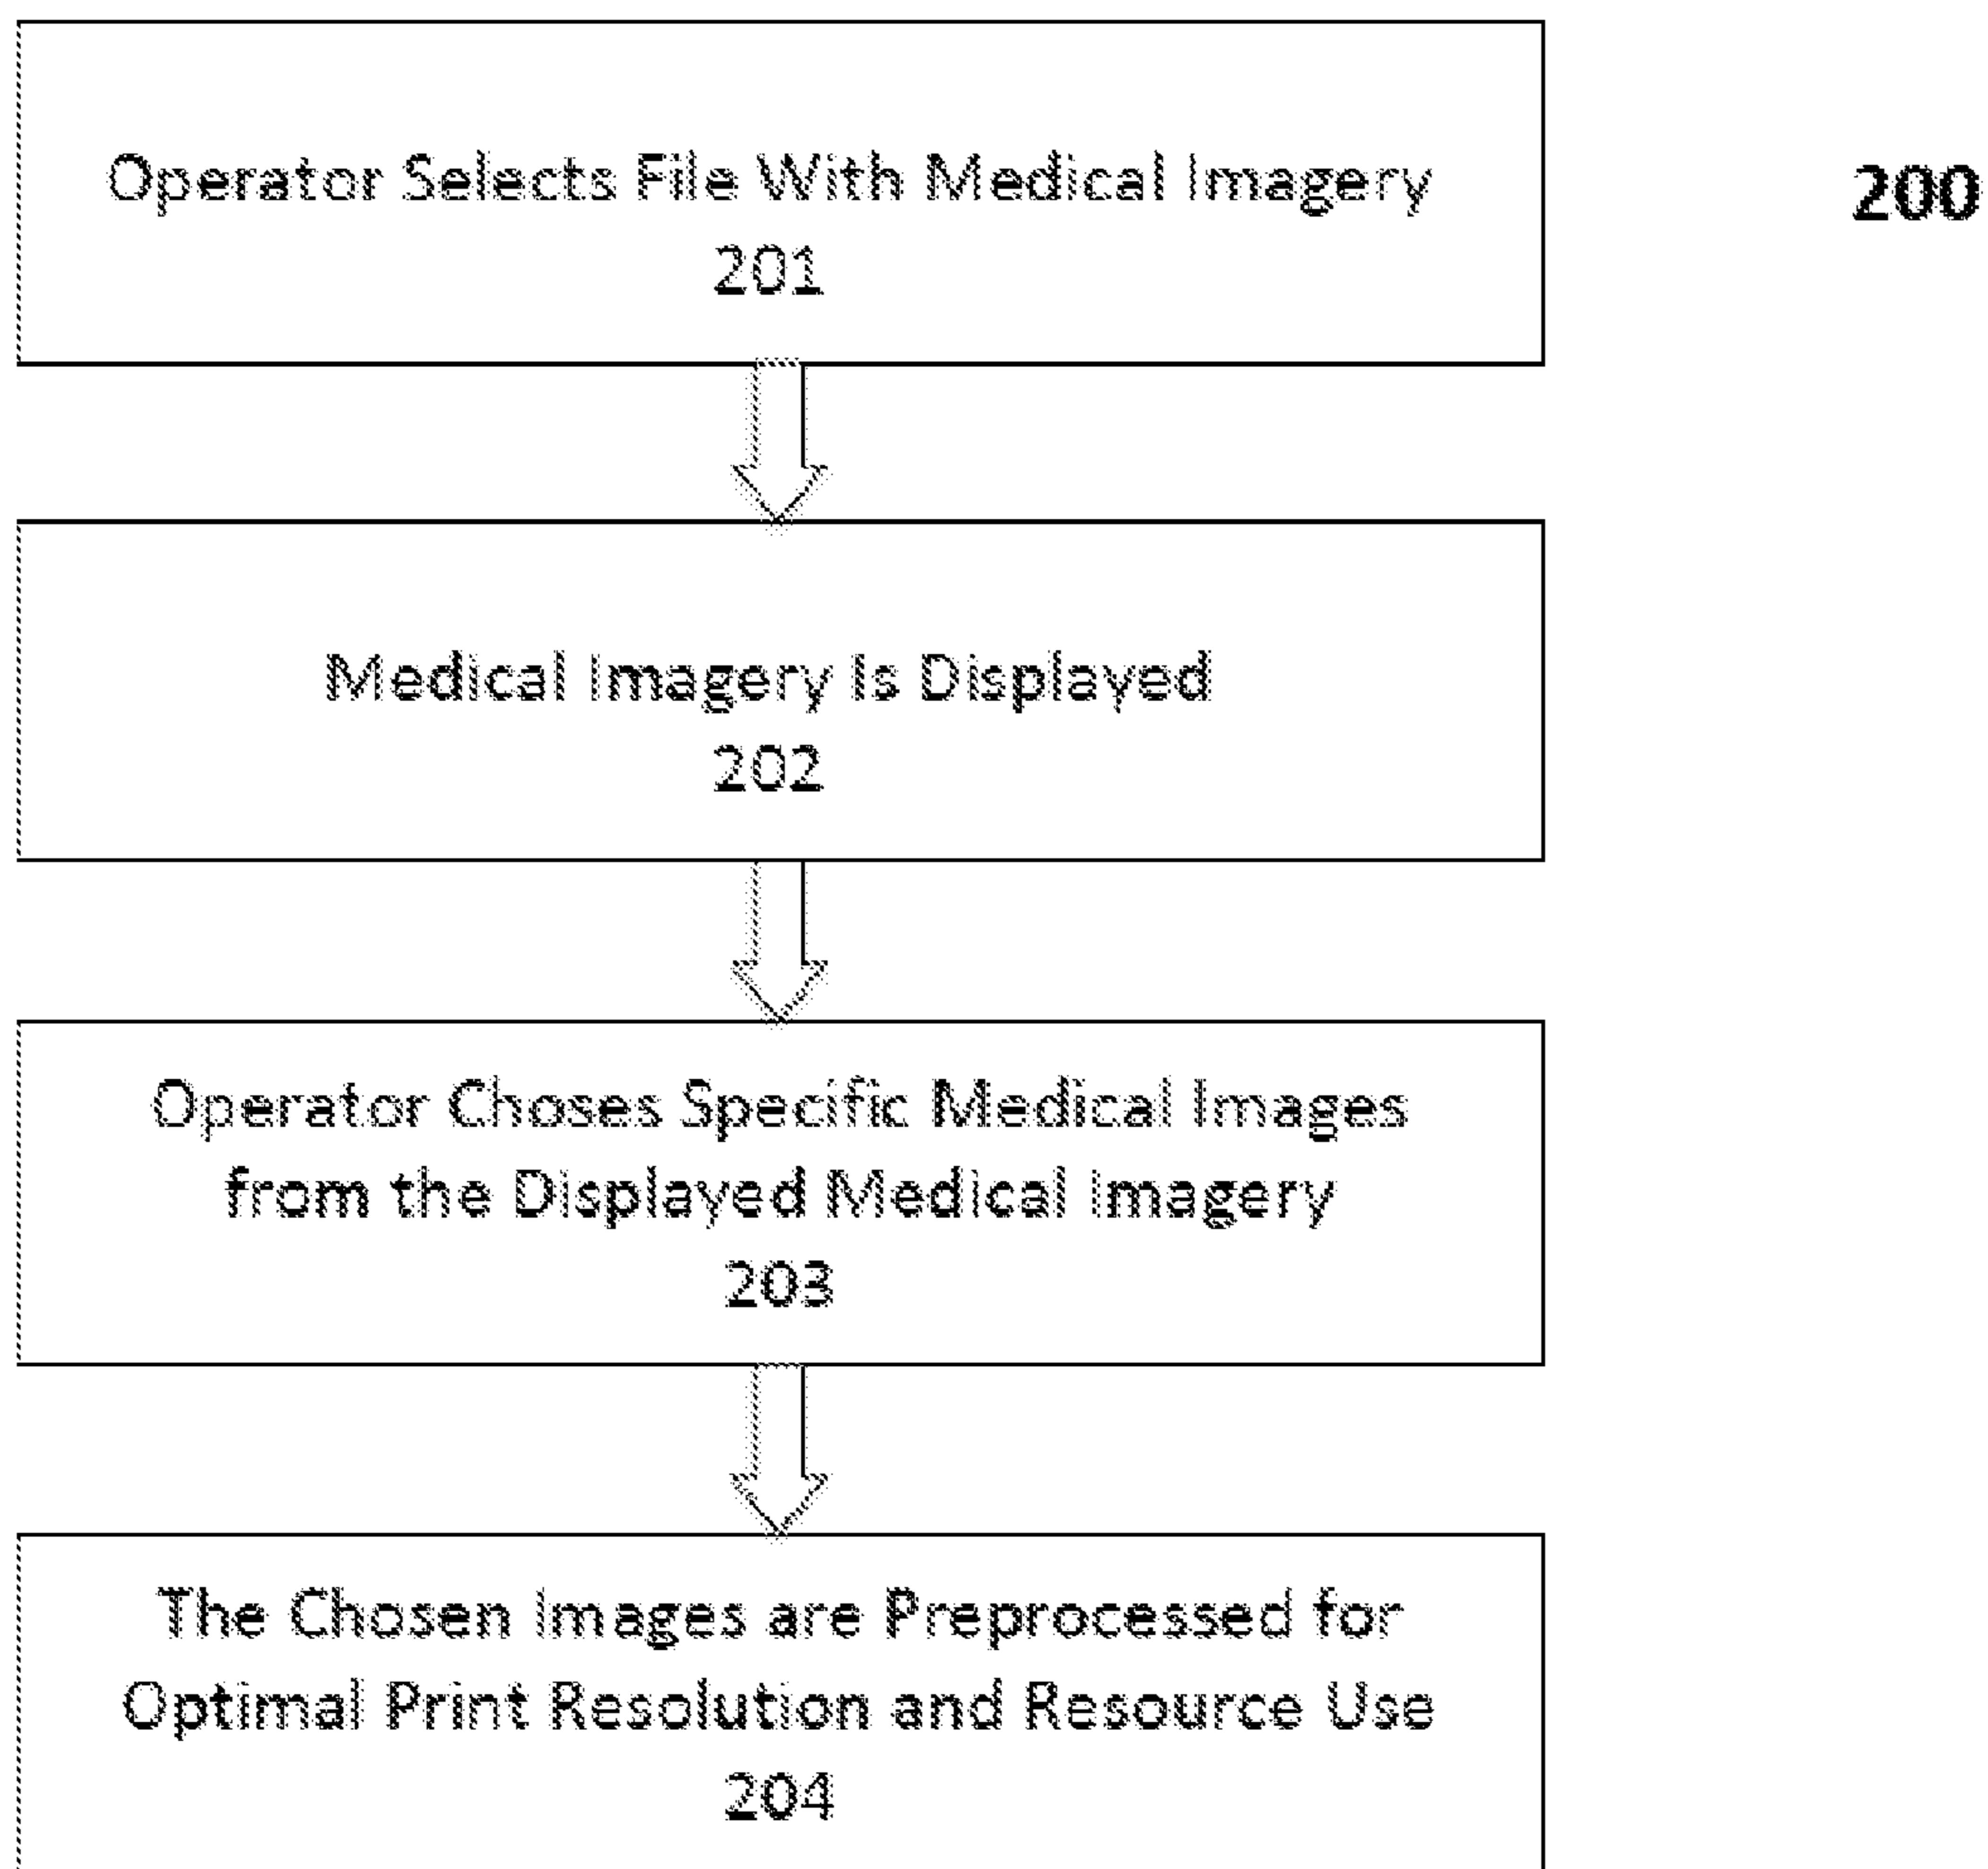 Operator Selects File With Medical Imagery
201
200
Medical Imagery Is Displayed
202
Operator Choses Specific Medical Images
from the Displayed Medical Imagery
203
The Chosen Images are Preprocessed for
Optimal Print Resolution and Resource Use
204